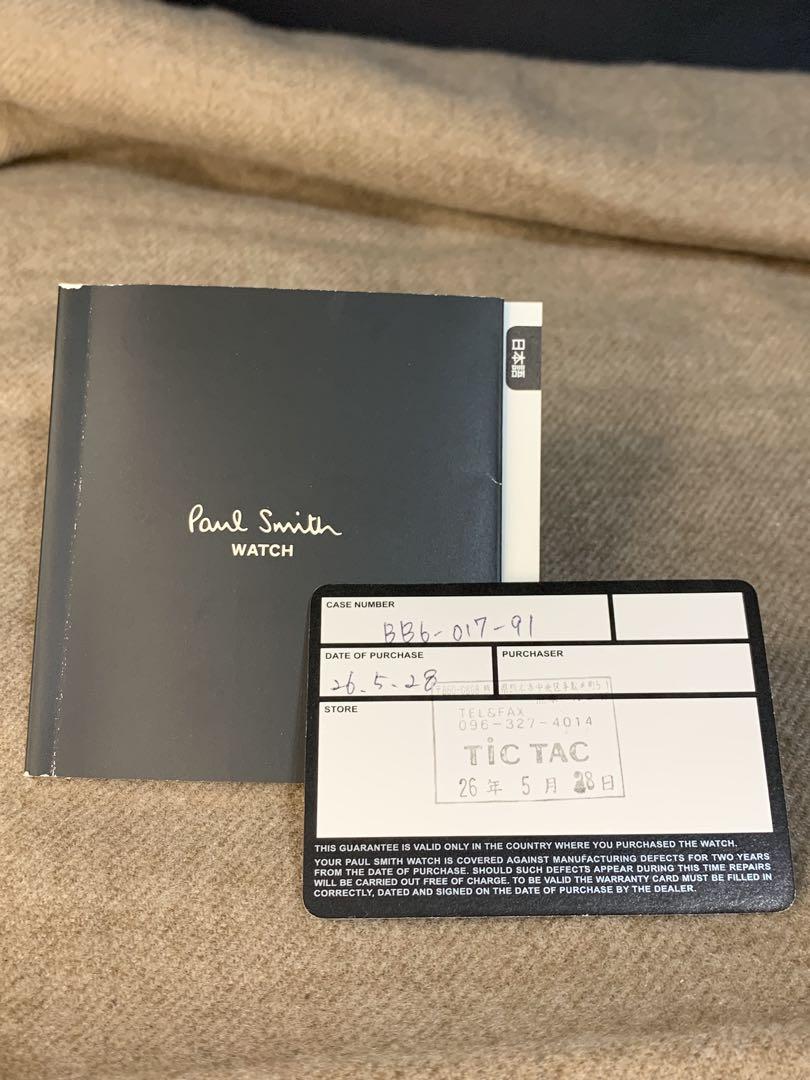 Paul Smith
WATCH
日本語
CASE NUMBER
BB6-017-91
DATE OF PURCHASE
26.5.28
PURCHASER
STORE
TEL&FAX
096-327-4014
TiC TAC
26年 5月 28日
THIS GUARANTEE IS VALID ONLY IN THE COUNTRY WHERE YOU PURCHASED THE WATCH.
YOUR PAUL SMITH WATCH IS COVERED AGAINST MANUFACTURING DEFECTS FOR TWO YEARS
FROM THE DATE OF PURCHASE. SHOULD SUCH DEFECTS APPEAR DURING THIS TIME REPAIRS
WILL BE CARRIED OUT FREE OF CHARGE. TO BE VALID THE WARRANTY CARD MUST BE FILLED IN
CORRECTLY, DATED AND SIGNED ON THE DATE OF PURCHASE BY THE DEALER.